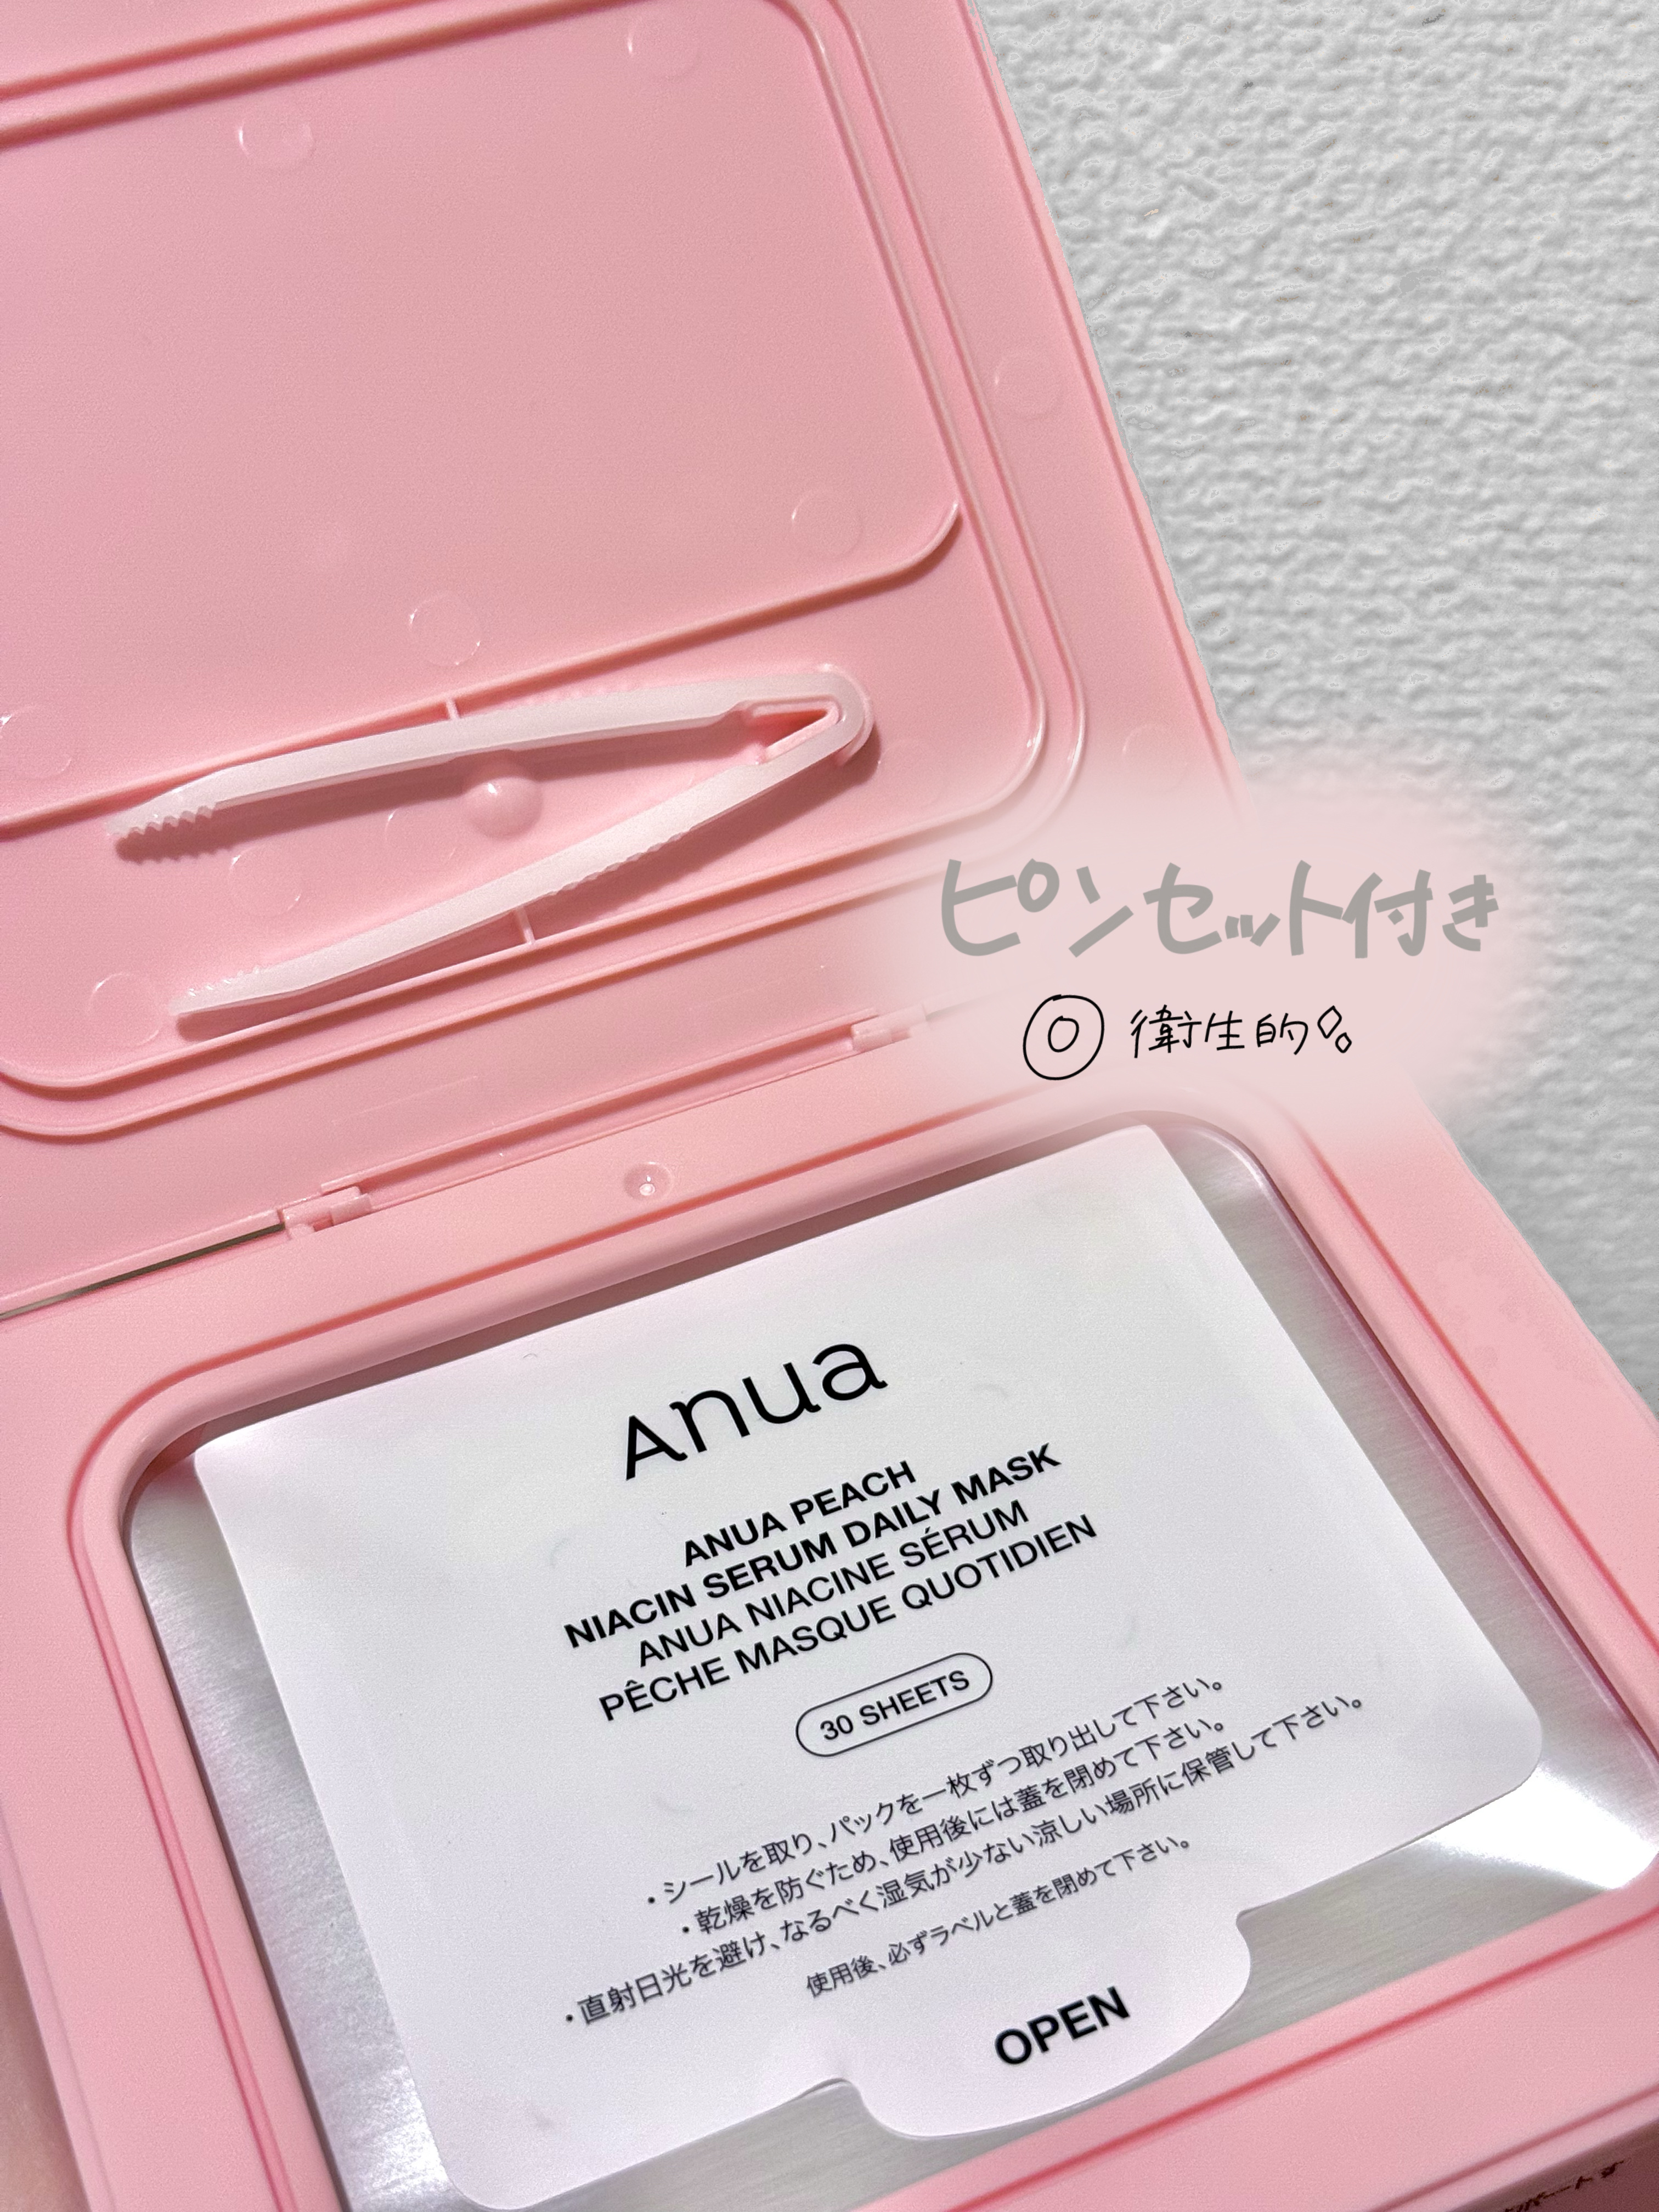 ピンセット付き
◎ 衛生的
Anua
ANUA PEACH
NIACIN SERUM DAILY MASK
ANUA NIACINE SÉRUM
PÊCHE MASQUE QUOTIDIEN
30 SHEETS
・シールを取り、パックを一枚ずつ取り出して下さい。
・乾燥を防ぐため、使用後には蓋を閉めて下さい。
・直射日光を避け、なるべく湿気が少ない涼しい場所に保管して下さい。
使用後、必ずラベルと蓋を閉めて下さい。
OPEN